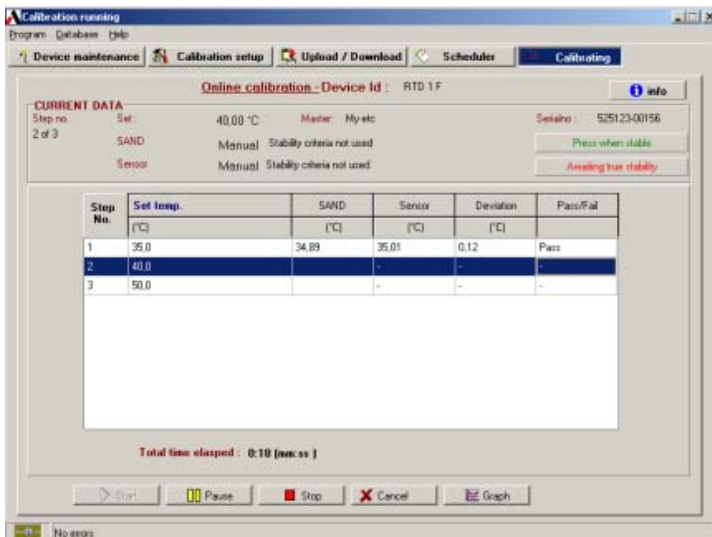 Calibration running
Program Database Help
Device maintenance Calibration setup Upload / Download Scheduler Calibrating
Online calibration - Device Id : RTD 1 F
info
CURRENT DATA
Step no. Set : 40,00 °C Master: My etc Serialno : 525123-00156
2 of 3
SAND Manual Stability criteria not used Press when stable
Sensor Manual Stability criteria not used Awaiting true stability
Step No. Set temp. SAND Sensor Deviation Pass/Fail
(°C) (°C) (°C) (°C)
1 35,0 34,89 35,01 0,12 Pass
2 40,0 - - -
3 50,0 - - -
Total time elapsed : 0:10 (mm:ss )
Start Pause Stop Cancel Graph
No errors